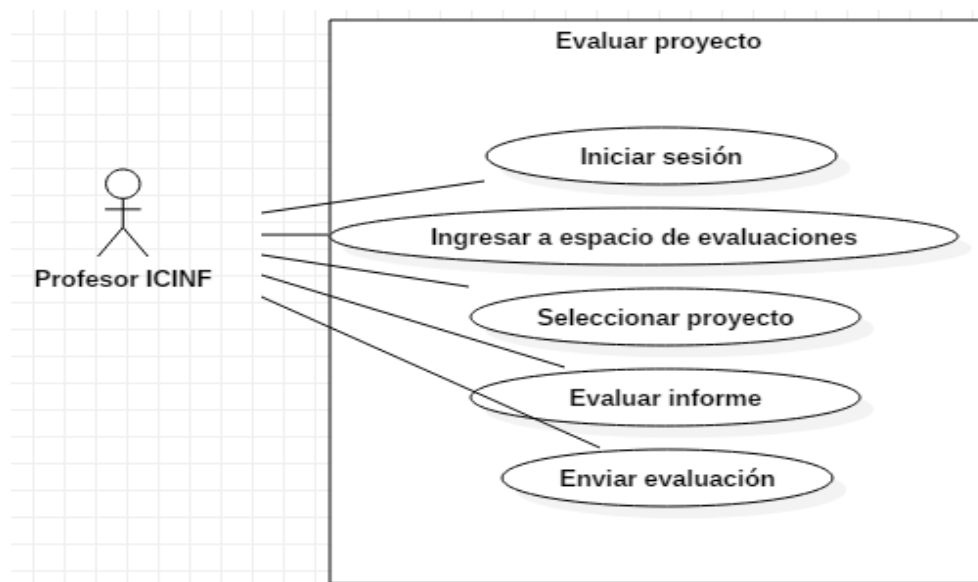 Evaluar proyecto
Iniciar sesión
Ingresar a espacio de evaluaciones
Profesor ICINF
Seleccionar proyecto
Evaluar informe
Enviar evaluación